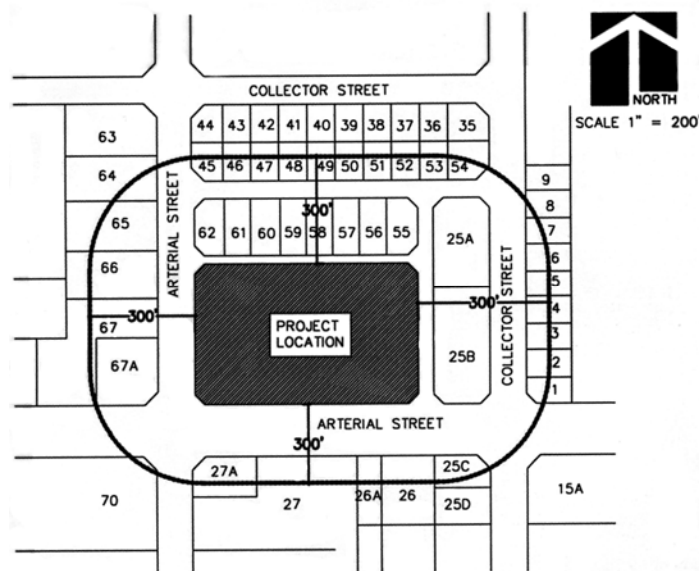 NORTH
SCALE 1" = 200'
COLLECTOR STREET
44 43 42 41 40 39 38 37 36 35
63
45 46 47 48 49 50 51 52 53 54
64
9
8
7
6
5
4
3
2
1
ARTERIAL STREET
300'
62 61 60 59 58 57 56 55
25A
65
66
COLLECTOR STREET
300'
300'
67
PROJECT
LOCATION
67A
25B
ARTERIAL STREET
300'
27A
25C
70
27
26A
26
25D
15A